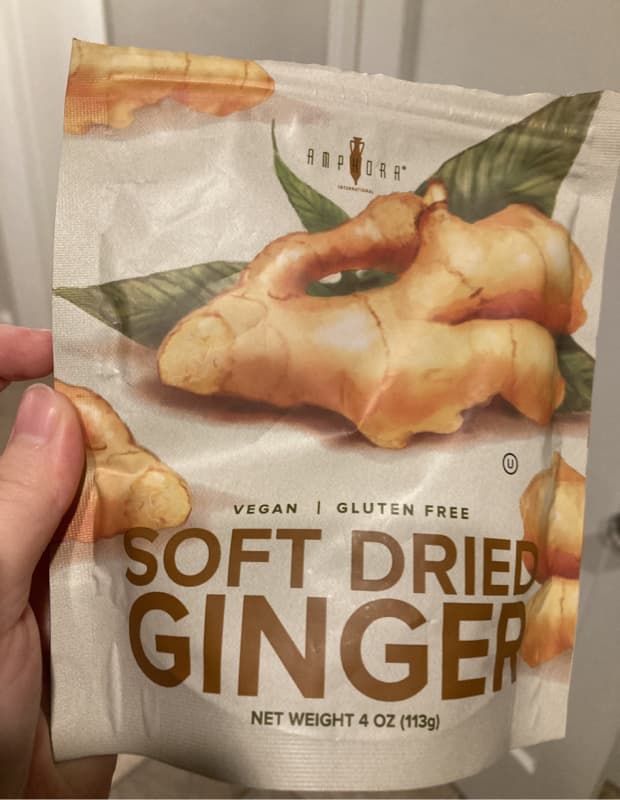 AMPHORA®
INTERNATIONAL
U
VEGAN | GLUTEN FREE
SOFT DRIED
GINGER
NET WEIGHT 4 OZ (113g)